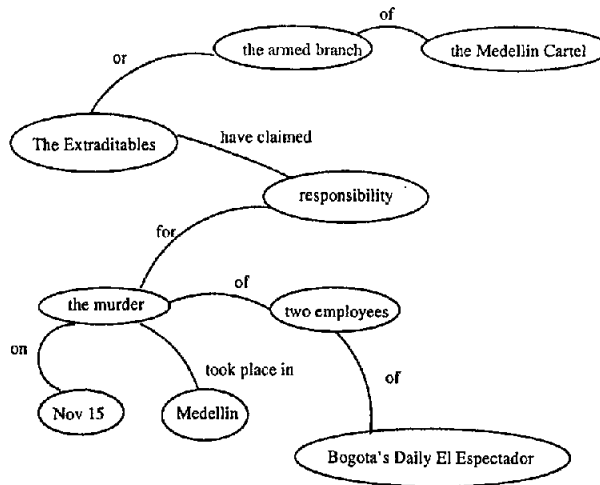 of
the armed branch
the Medellin Cartel
or
The Extraditables
have claimed
responsibility
for
of
the murder
two employees
on
took place in
of
Nov 15
Medellin
Bogota's Daily El Espectador